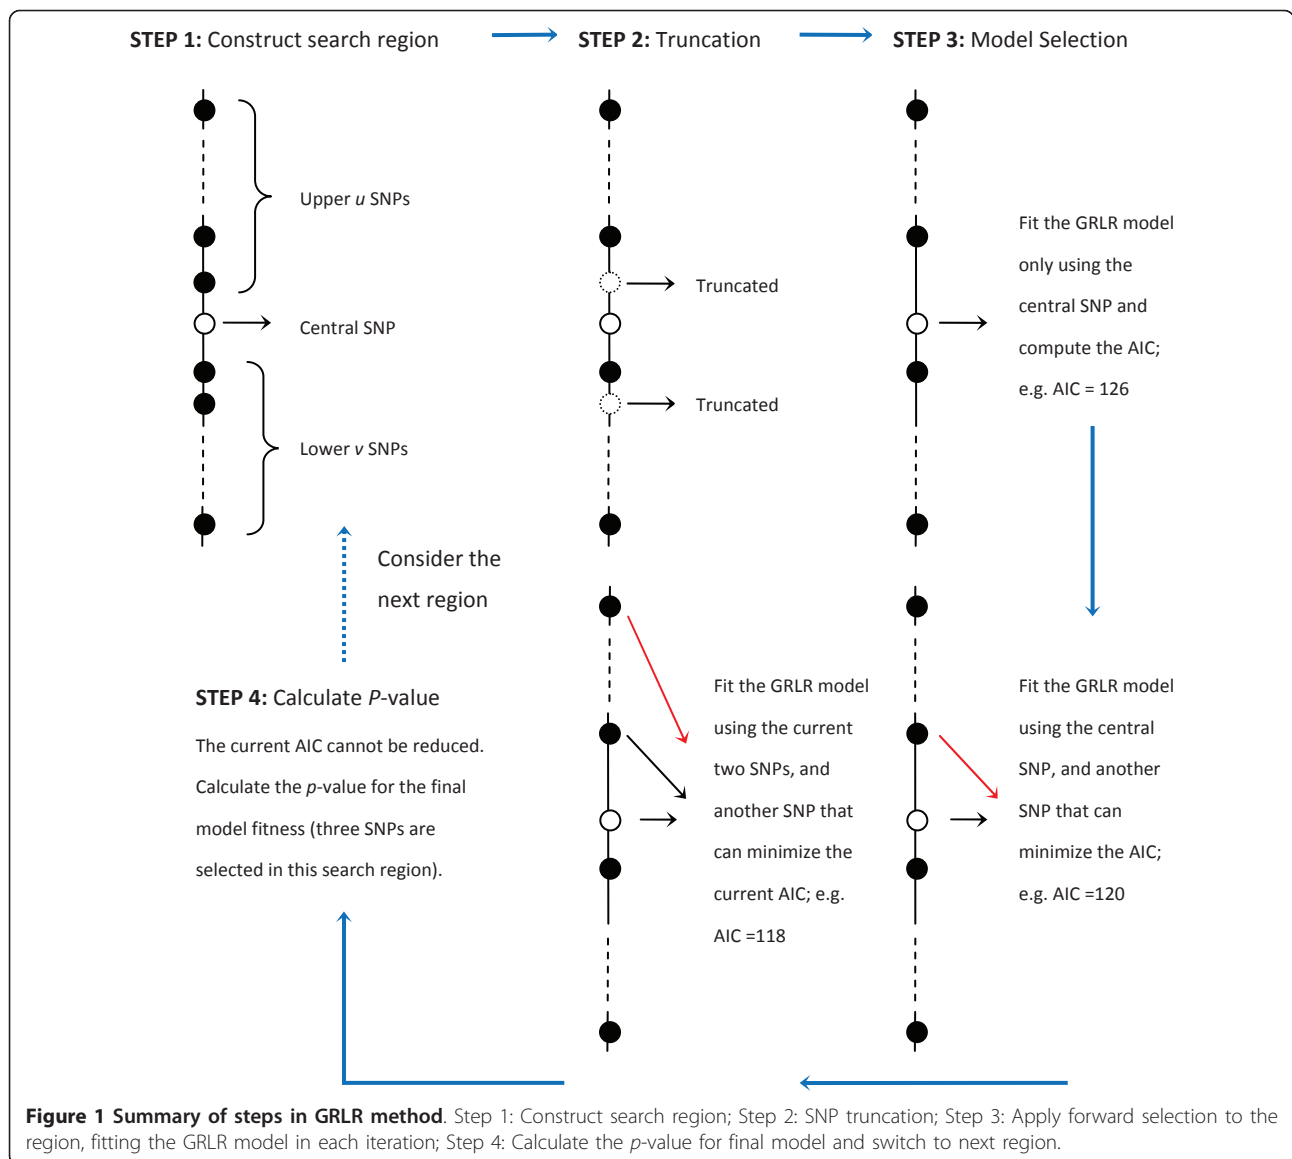 STEP 1: Construct search region
STEP 2: Truncation
STEP 3: Model Selection
Upper u SNPs
Central SNP
Lower v SNPs
Truncated
Truncated
Fit the GRLR model
only using the
central SNP and
compute the AIC;
e.g. AIC = 126
Fit the GRLR model
using the central
SNP, and another
SNP that can
minimize the AIC;
e.g. AIC =120
Fit the GRLR model
using the current
two SNPs, and
another SNP that
can minimize the
current AIC; e.g.
AIC =118
STEP 4: Calculate P-value
The current AIC cannot be reduced.
Calculate the p-value for the final
model fitness (three SNPs are
selected in this search region).
Consider the
next region
Figure 1 Summary of steps in GRLR method. Step 1: Construct search region; Step 2: SNP truncation; Step 3: Apply forward selection to the
region, fitting the GRLR model in each iteration; Step 4: Calculate the p-value for final model and switch to next region.